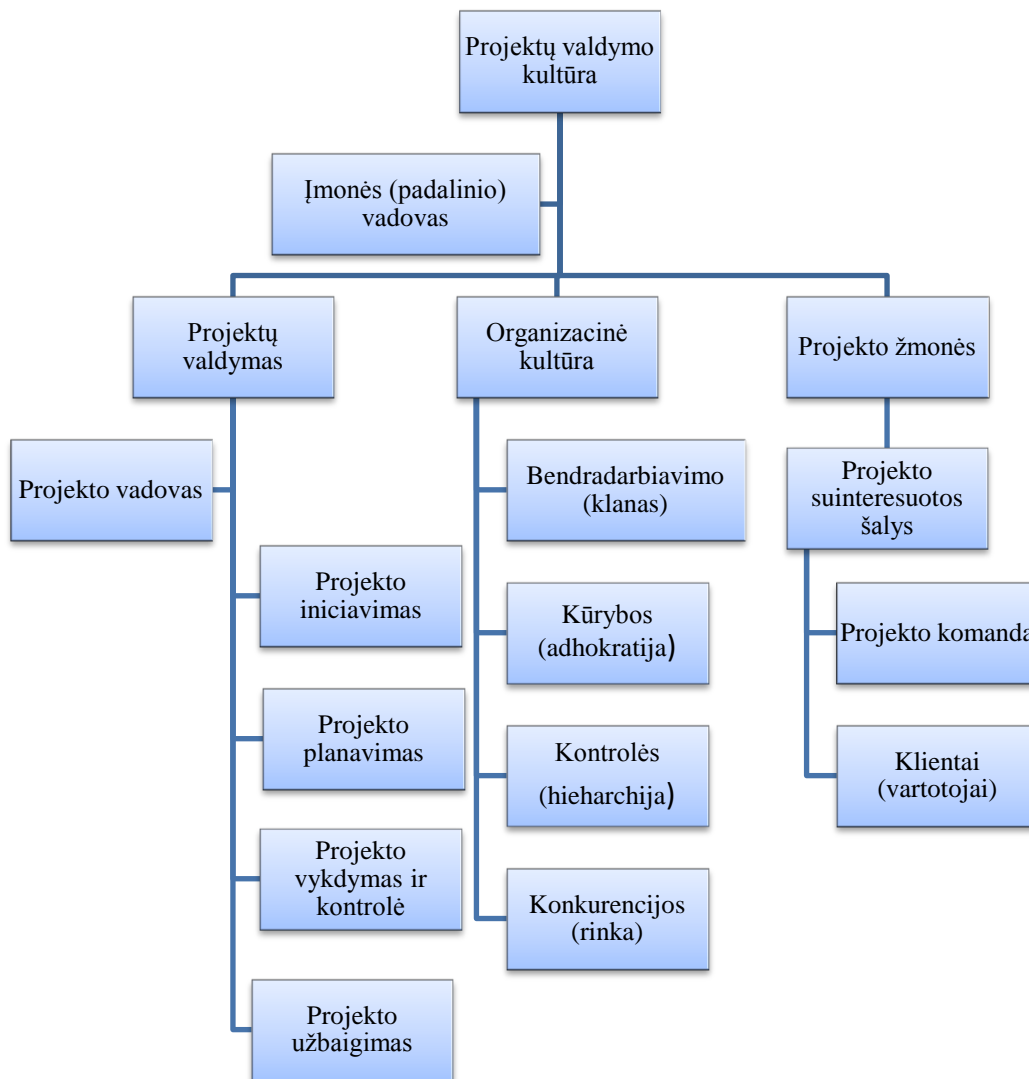 Projektų valdymo
kultūra
Įmonės (padalinio)
vadovas
Projektų
valdymas
Organizacinė
kultūra
Projekto žmonės
Projekto vadovas
Bendradarbiavimo
(klanas)
Projekto
suinteresuotos
šalys
Projekto
iniciavimas
Kūrybos
(adhokratija)
Projekto komanda
Projekto
planavimas
Kontrolės
(hieharchija)
Klientai
(vartotojai)
Projekto
vykdymas ir
kontrolė
Konkurencijos
(rinka)
Projekto
užbaigimas